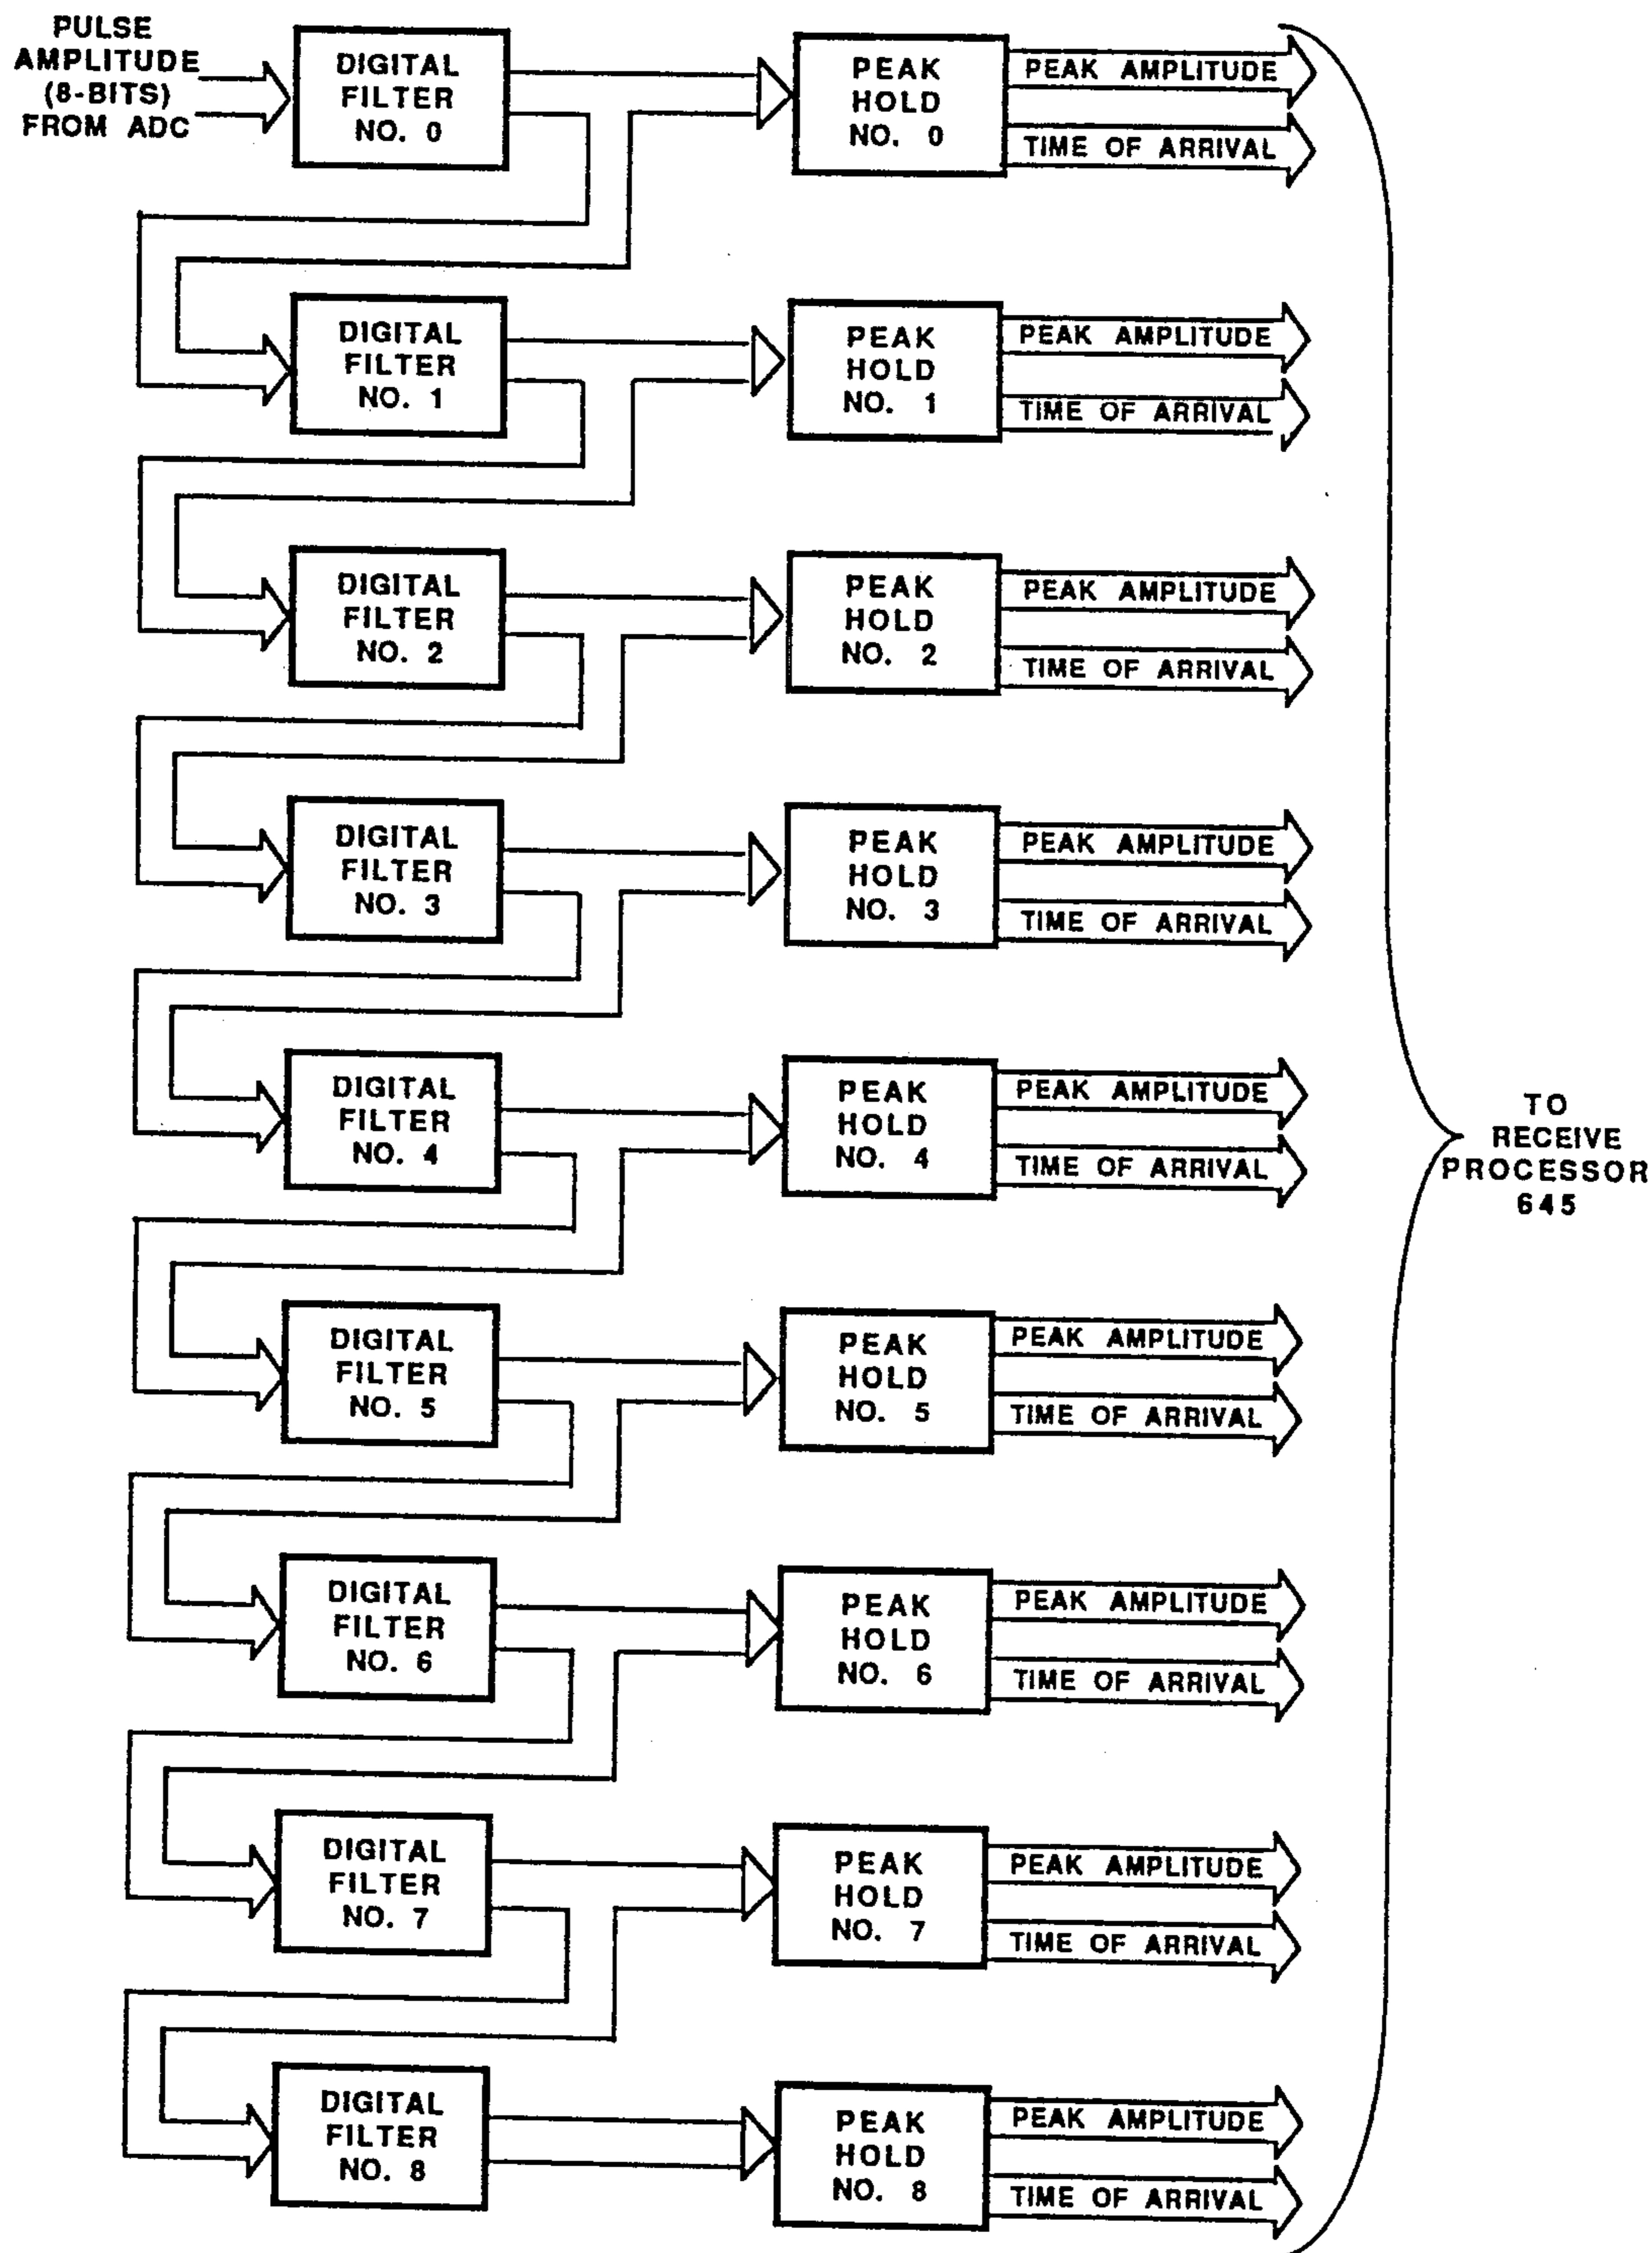 PULSE
AMPLITUDE
(8-BITS)
FROM ADC
DIGITAL
FILTER
NO. 0
PEAK
HOLD
NO. 0
PEAK AMPLITUDE
TIME OF ARRIVAL
DIGITAL
FILTER
NO. 1
PEAK
HOLD
NO. 1
PEAK AMPLITUDE
TIME OF ARRIVAL
DIGITAL
FILTER
NO. 2
PEAK
HOLD
NO. 2
PEAK AMPLITUDE
TIME OF ARRIVAL
DIGITAL
FILTER
NO. 3
PEAK
HOLD
NO. 3
PEAK AMPLITUDE
TIME OF ARRIVAL
DIGITAL
FILTER
NO. 4
PEAK
HOLD
NO. 4
PEAK AMPLITUDE
TIME OF ARRIVAL
TO
RECEIVE
PROCESSOR
645
DIGITAL
FILTER
NO. 5
PEAK
HOLD
NO. 5
PEAK AMPLITUDE
TIME OF ARRIVAL
DIGITAL
FILTER
NO. 6
PEAK
HOLD
NO. 6
PEAK AMPLITUDE
TIME OF ARRIVAL
DIGITAL
FILTER
NO. 7
PEAK
HOLD
NO. 7
PEAK AMPLITUDE
TIME OF ARRIVAL
DIGITAL
FILTER
NO. 8
PEAK
HOLD
NO. 8
PEAK AMPLITUDE
TIME OF ARRIVAL